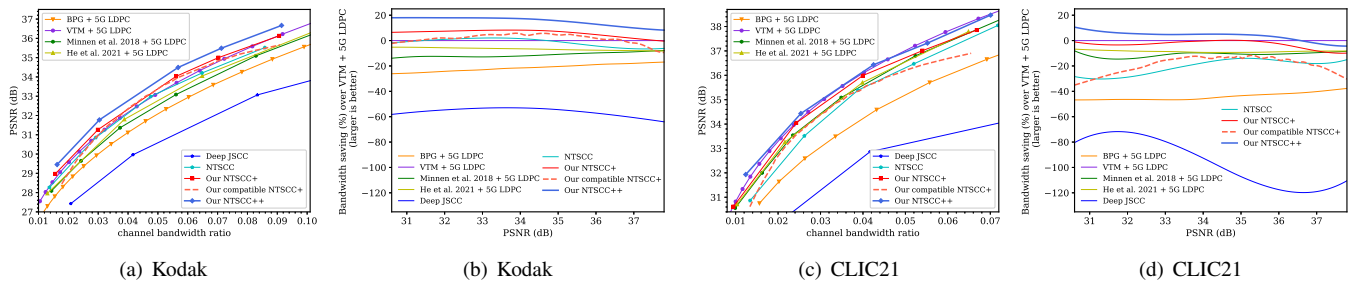 37
36
35
34
33
32
31
30
29
28
27
PSNR (dB)
BPG + 5G LDPC
VTM + 5G LDPC
Minnen et al. 2018 + 5G LDPC
He et al. 2021 + 5G LDPC
Deep JSCC
NTSCC
Our NTSCC+
Our compatible NTSCC+
Our NTSCC++
0.01 0.02 0.03 0.04 0.05 0.06 0.07 0.08 0.09 0.10
channel bandwidth ratio
(a) Kodak
Bandwidth saving (%) over VTM + 5G LDPC
(larger is better)
20
0
−20
−40
−60
−80
−100
−120
BPG + 5G LDPC
VTM + 5G LDPC
Minnen et al. 2018 + 5G LDPC
He et al. 2021 + 5G LDPC
Deep JSCC
NTSCC
Our NTSCC+
Our compatible NTSCC+
Our NTSCC++
31 32 33 34 35 36 37
PSNR (dB)
(b) Kodak
38
37
36
35
34
33
32
31
PSNR (dB)
BPG + 5G LDPC
VTM + 5G LDPC
Minnen et al. 2018 + 5G LDPC
He et al. 2021 + 5G LDPC
Deep JSCC
NTSCC
Our NTSCC+
Our compatible NTSCC+
Our NTSCC++
0.01 0.02 0.03 0.04 0.05 0.06 0.07
channel bandwidth ratio
(c) CLIC21
Bandwidth saving (%) over VTM + 5G LDPC
(larger is better)
20
0
−20
−40
−60
−80
−100
−120
NTSCC
Our NTSCC+
Our compatible NTSCC+
Our NTSCC++
BPG + 5G LDPC
VTM + 5G LDPC
Minnen et al. 2018 + 5G LDPC
He et al. 2021 + 5G LDPC
Deep JSCC
31 32 33 34 35 36 37
PSNR (dB)
(d) CLIC21